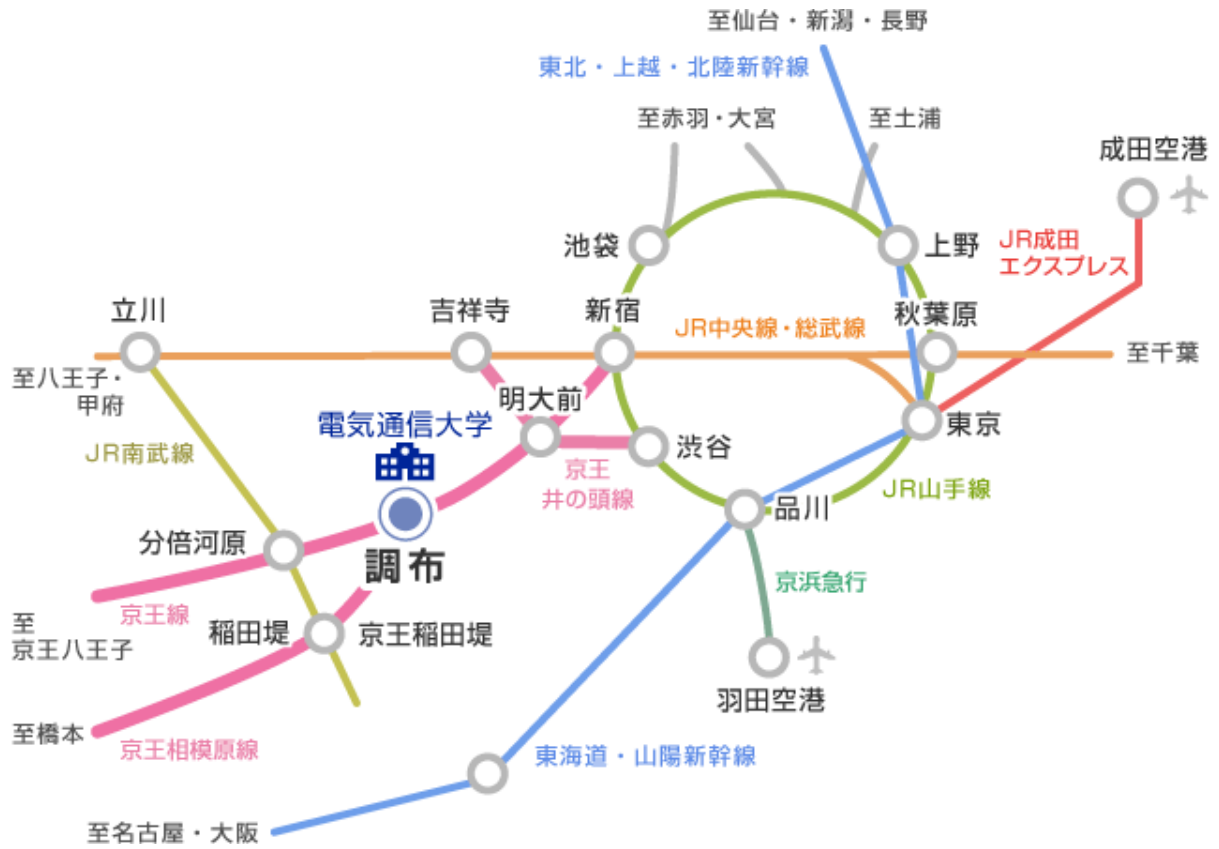 至仙台・新潟・長野
東北・上越・北陸新幹線
至赤羽・大宮
至土浦
成田空港
池袋
上野
JR成田
エクスプレス
立川
吉祥寺
新宿
JR中央線・総武線
秋葉原
至千葉
至八王子・
甲府
明大前
電気通信大学
東京
JR南武線
渋谷
京王
井の頭線
JR山手線
品川
分倍河原
調布
京浜急行
京王線
至
京王八王子
稲田堤
京王稲田堤
羽田空港
至橋本
京王相模原線
東海道・山陽新幹線
至名古屋・大阪